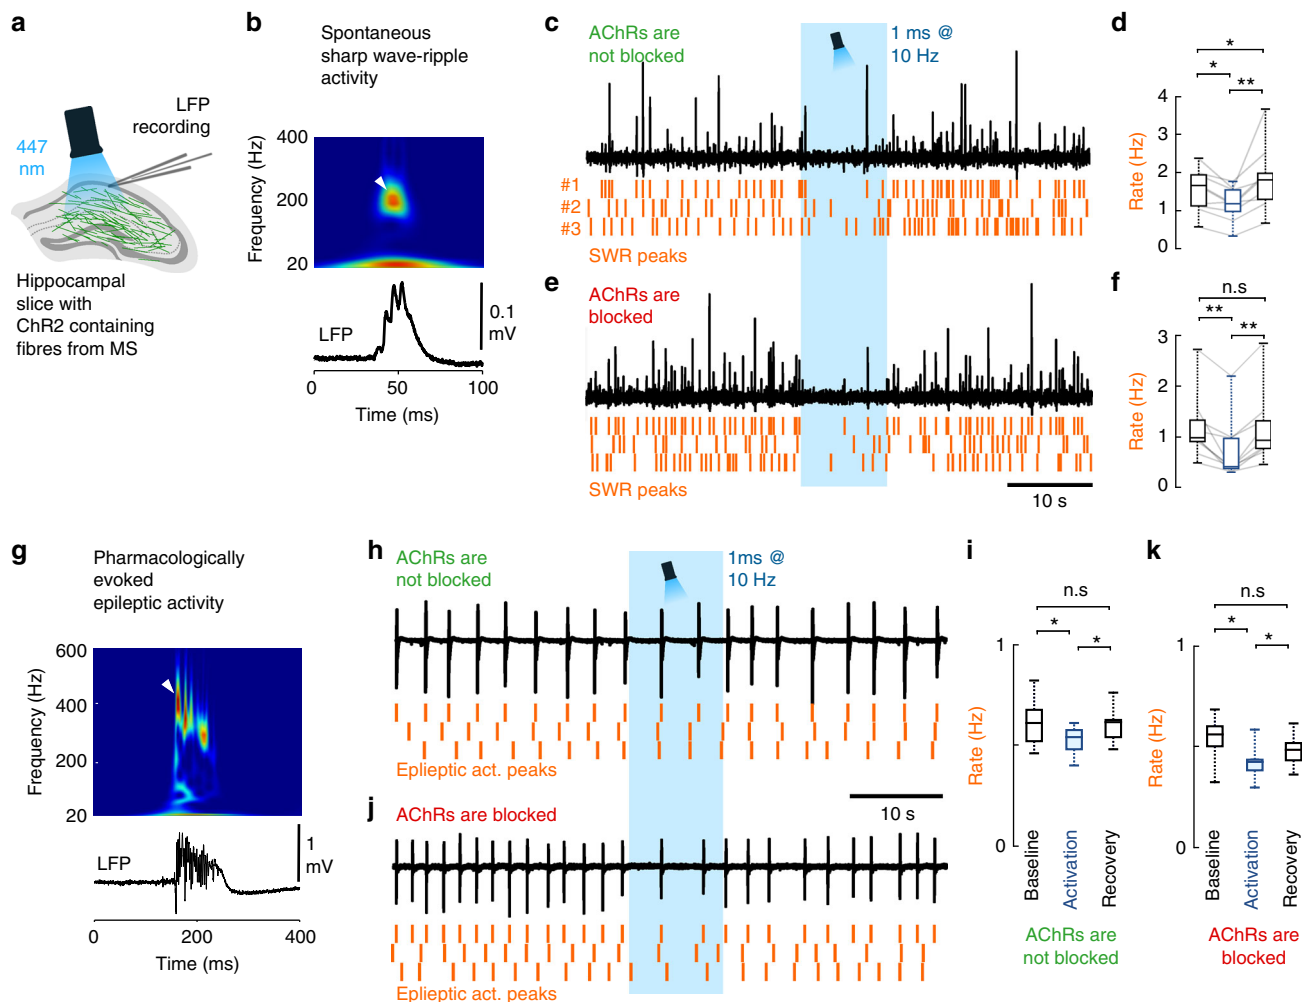 a
447
nm
LFP
recording
Hippocampal
slice with
ChR2 containing
fibres from MS
b
Spontaneous
sharp wave-ripple
activity
Frequency (Hz)
400
200
20
LFP
0.1
mV
0
50
100
Time (ms)
c
AChRs are
not blocked
1 ms @
10 Hz
#1
#2
#3
SWR peaks
d
*
*
**
Rate (Hz)
4
3
2
1
0
e
AChRs are
blocked
SWR peaks
10 s
f
n.s
**
**
Rate (Hz)
3
2
1
0
g
Pharmacologically
evoked
epileptic activity
Frequency (Hz)
600
400
200
20
LFP
1
mV
0
200
400
Time (ms)
h
AChRs are
not blocked
1ms @
10 Hz
Eplieptic act. peaks
10 s
i
n.s
*
*
Rate (Hz)
1
0
Baseline
Activation
Recovery
AChRs are
not blocked
j
AChRs are blocked
Eplieptic act. peaks
k
n.s
*
*
Rate (Hz)
1
0
Baseline
Activation
Recovery
AChRs are
blocked